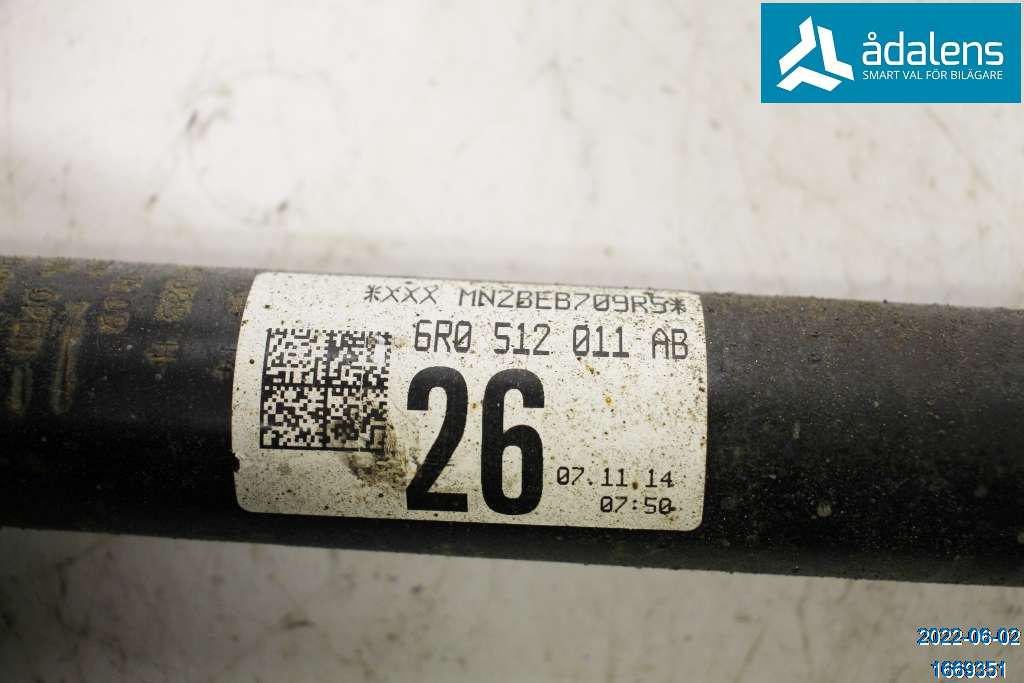 ådalens
SMART VAL FÖR BILÄGARE
*XXX MN2BEB709R5*
6R0 512 011 AB
26
07.11.14
07:50
2022-06-02
1669351